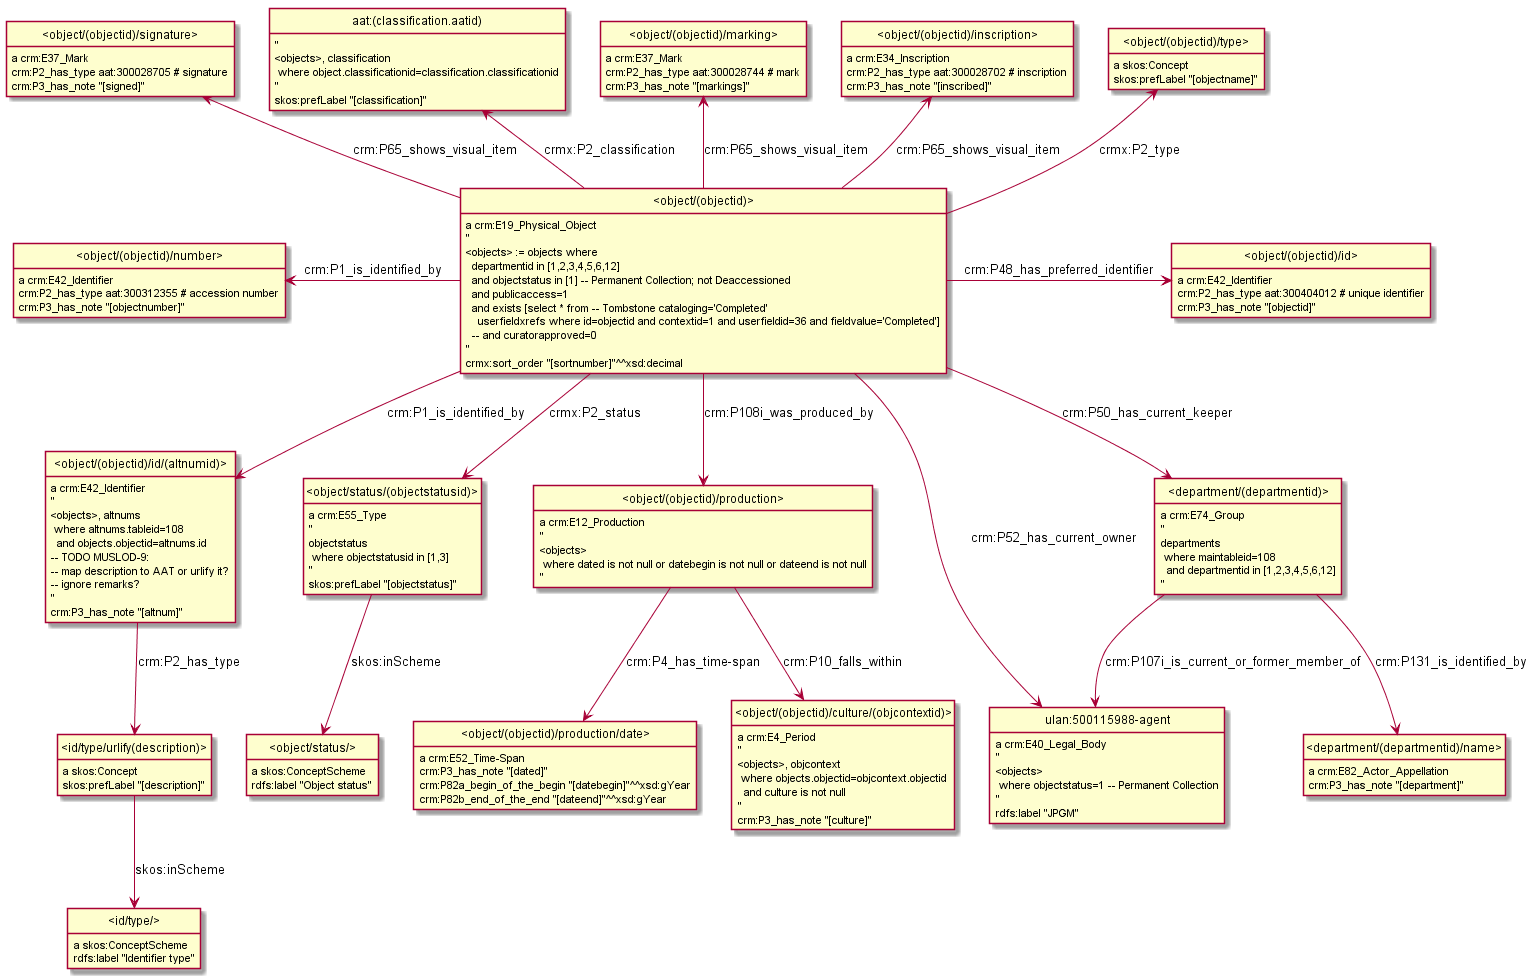 <object/(objectid)/signature>
a crm:E37_Mark
crm:P2_has_type aat:300028705 # signature
crm:P3_has_note "[signed]"
aat:(classification.aatid)
"
<objects>, classification
where object.classificationid=classification.classificationid
"
skos:prefLabel "[classification]"
<object/(objectid)/marking>
a crm:E37_Mark
crm:P2_has_type aat:300028744 # mark
crm:P3_has_note "[markings]"
<object/(objectid)/inscription>
a crm:E34_Inscription
crm:P2_has_type aat:300028702 # inscription
crm:P3_has_note "[inscribed]"
<object/(objectid)/type>
a skos:Concept
skos:prefLabel "[objectname]"
crm:P65_shows_visual_item
crmx:P2_classification
crm:P65_shows_visual_item
crm:P65_shows_visual_item
crmx:P2_type
<object/(objectid)/number>
a crm:E42_Identifier
crm:P2_has_type aat:300312355 # accession number
crm:P3_has_note "[objectnumber]"
crm:P1_is_identified_by
<object/(objectid)>
a crm:E19_Physical_Object
"
<objects> := objects where
departmentid in [1,2,3,4,5,6,12]
and objectstatus in [1] -- Permanent Collection; not Deaccessioned
and publicaccess=1
and exists [select * from -- Tombstone cataloging='Completed'
userfieldxrefs where id=objectid and contextid=1 and userfieldid=36 and fieldvalue='Completed']
-- and curatorapproved=0
"
crmx:sort_order "[sortnumber]"^^xsd:decimal
crm:P48_has_preferred_identifier
<object/(objectid)/id>
a crm:E42_Identifier
crm:P2_has_type aat:300404012 # unique identifier
crm:P3_has_note "[objectid]"
crm:P1_is_identified_by
crmx:P2_status
crm:P108i_was_produced_by
crm:P50_has_current_keeper
<object/(objectid)/id/(altnumid)>
a crm:E42_Identifier
"
<objects>, altnums
where altnums.tableid=108
and objects.objectid=altnums.id
-- TODO MUSLOD-9:
-- map description to AAT or urlify it?
-- ignore remarks?
"
crm:P3_has_note "[altnum]"
<object/status/(objectstatusid)>
a crm:E55_Type
"
objectstatus
where objectstatusid in [1,3]
"
skos:prefLabel "[objectstatus]"
<object/(objectid)/production>
a crm:E12_Production
"
<objects>
where dated is not null or datebegin is not null or dateend is not null
"
crm:P52_has_current_owner
<department/(departmentid)>
a crm:E74_Group
"
departments
where maintableid=108
and departmentid in [1,2,3,4,5,6,12]
"
crm:P2_has_type
skos:inScheme
crm:P4_has_time-span
crm:P10_falls_within
crm:P107i_is_current_or_former_member_of
crm:P131_is_identified_by
<id/type/urlify(description)>
a skos:Concept
skos:prefLabel "[description]"
<object/status/>
a skos:ConceptScheme
rdfs:label "Object status"
<object/(objectid)/production/date>
a crm:E52_Time-Span
crm:P3_has_note "[dated]"
crm:P82a_begin_of_the_begin "[datebegin]"^^xsd:gYear
crm:P82b_end_of_the_end "[dateend]"^^xsd:gYear
<object/(objectid)/culture/(objcontextid)>
a crm:E4_Period
"
<objects>, objcontext
where objects.objectid=objcontext.objectid
and culture is not null
"
crm:P3_has_note "[culture]"
ulan:500115988-agent
a crm:E40_Legal_Body
"
<objects>
where objectstatus=1 -- Permanent Collection
"
rdfs:label "JPGM"
<department/(departmentid)/name>
a crm:E82_Actor_Appellation
crm:P3_has_note "[department]"
skos:inScheme
<id/type/>
a skos:ConceptScheme
rdfs:label "Identifier type"